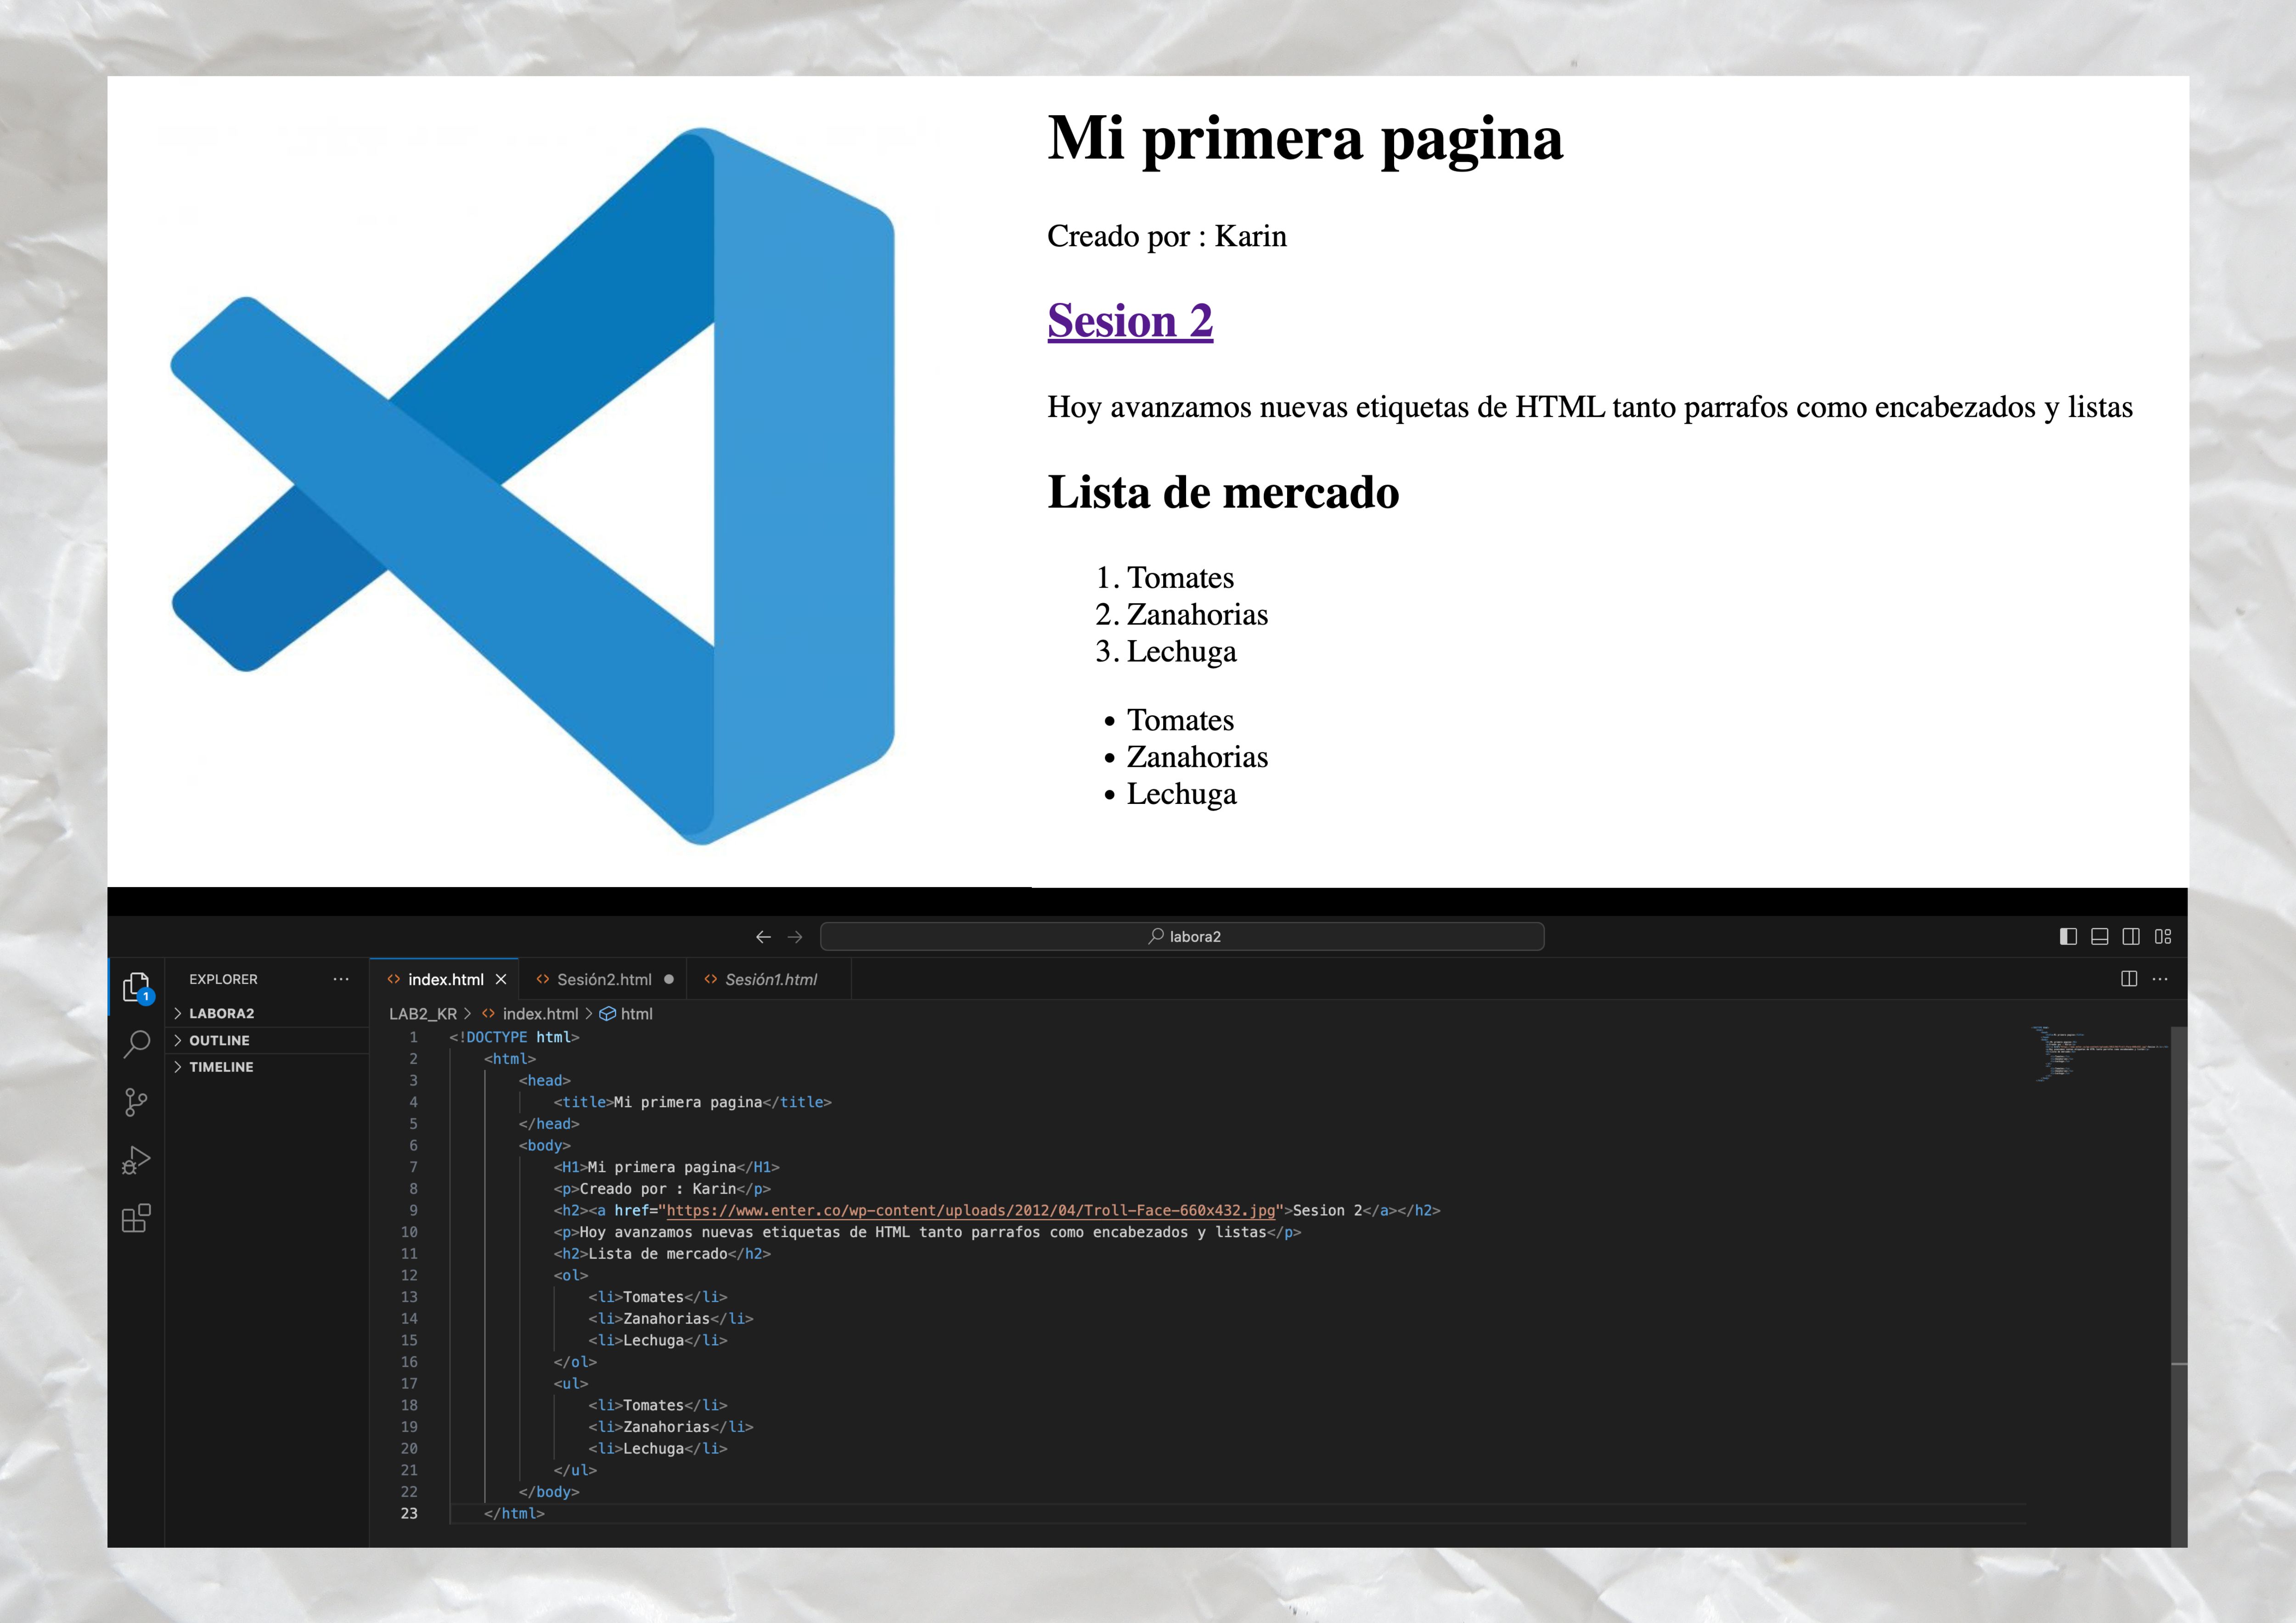 Mi primera pagina
Creado por : Karin
Sesion 2
Hoy avanzamos nuevas etiquetas de HTML tanto parrafos como encabezados y listas
Lista de mercado
1. Tomates
2. Zanahorias
3. Lechuga
• Tomates
• Zanahorias
• Lechuga
labora2
EXPLORER ···
index.html Sesión2.html Sesión1.html
1
LABORA2
OUTLINE
TIMELINE
LAB2_KR > index.html > html
1 <!DOCTYPE html>
2 <html>
3 <head>
4 <title>Mi primera pagina</title>
5 </head>
6 <body>
7 <H1>Mi primera pagina</H1>
8 <p>Creado por : Karin</p>
9 <h2><a href="https://www.enter.co/wp-content/uploads/2012/04/Troll-Face-660x432.jpg">Sesion 2</a></h2>
10 <p>Hoy avanzamos nuevas etiquetas de HTML tanto parrafos como encabezados y listas</p>
11 <h2>Lista de mercado</h2>
12 <ol>
13 <li>Tomates</li>
14 <li>Zanahorias</li>
15 <li>Lechuga</li>
16 </ol>
17 <ul>
18 <li>Tomates</li>
19 <li>Zanahorias</li>
20 <li>Lechuga</li>
21 </ul>
22 </body>
23 </html>